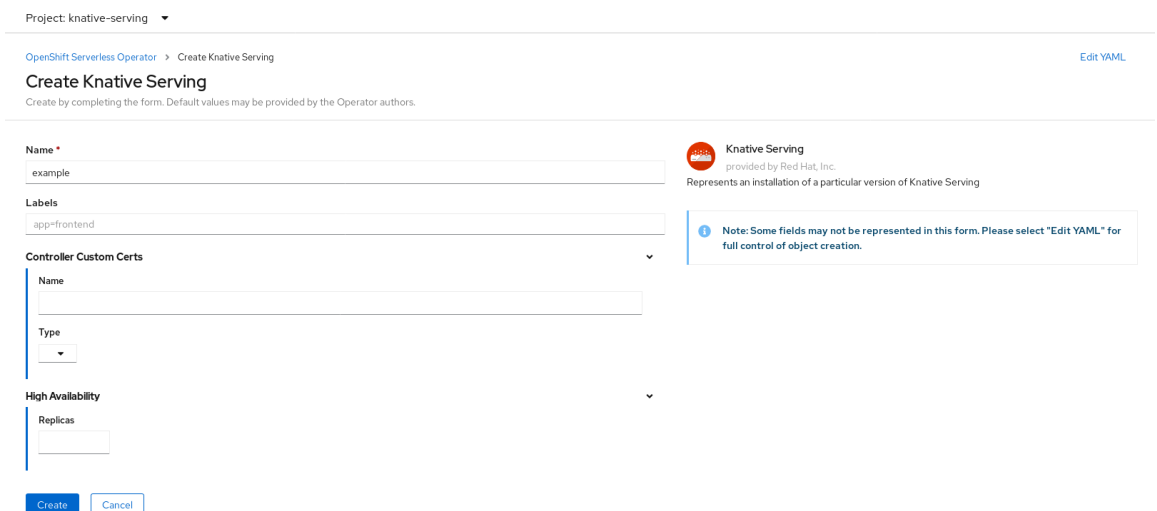 Project: knative-serving
OpenShift Serverless Operator > Create Knative Serving
Edit YAML
Create Knative Serving
Create by completing the form. Default values may be provided by the Operator authors.
Name *
example
Labels
app=frontend
Controller Custom Certs
Name
Type
High Availability
Replicas
Create
Cancel
Knative Serving
provided by Red Hat, Inc.
Represents an installation of a particular version of Knative Serving
Note: Some fields may not be represented in this form. Please select "Edit YAML" for
full control of object creation.